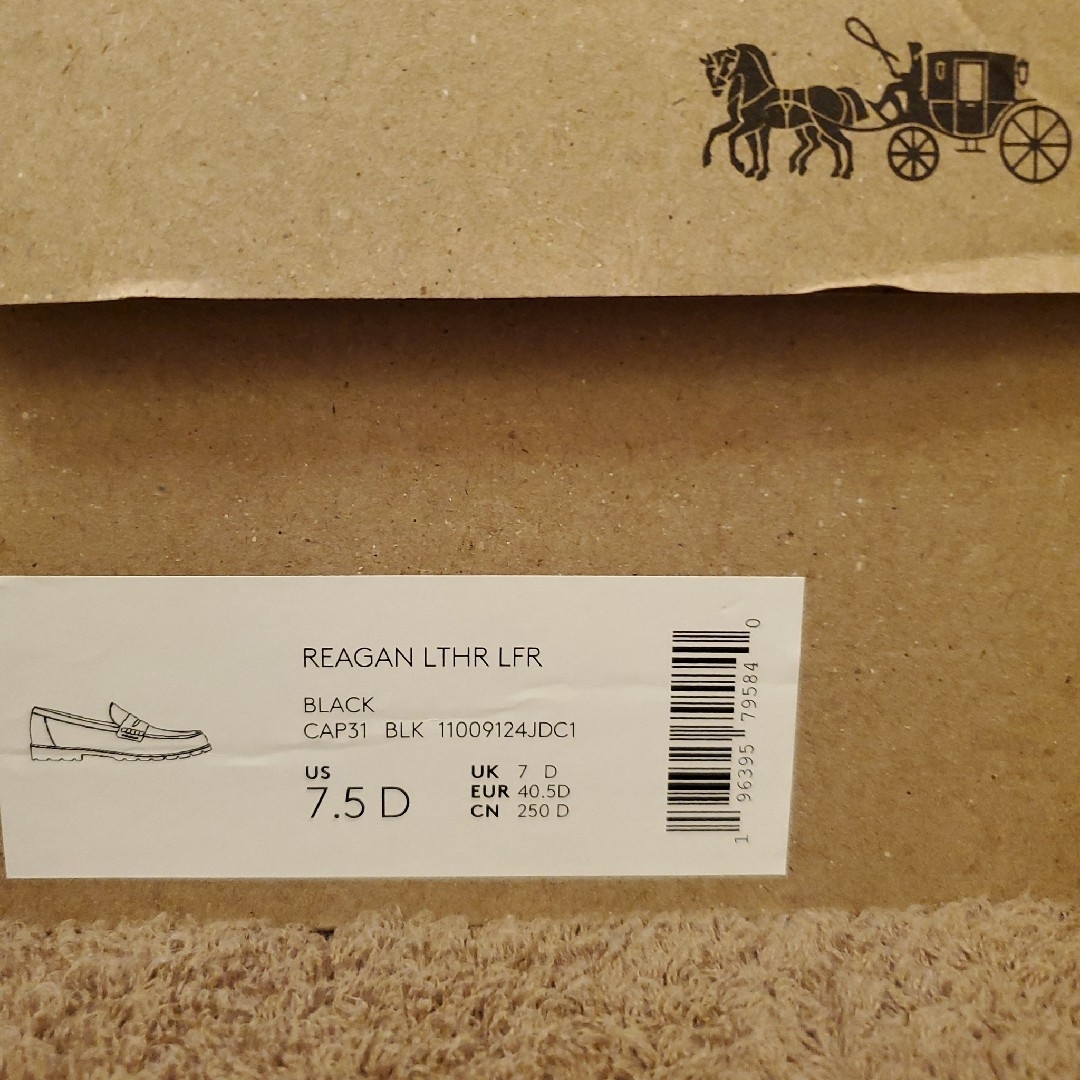 REAGAN LTHR LFR
BLACK
CAP31 BLK 11009124JDC1
US
7.5 D
UK 7 D
EUR 40.5D
CN 250 D
1 96395 79584 0